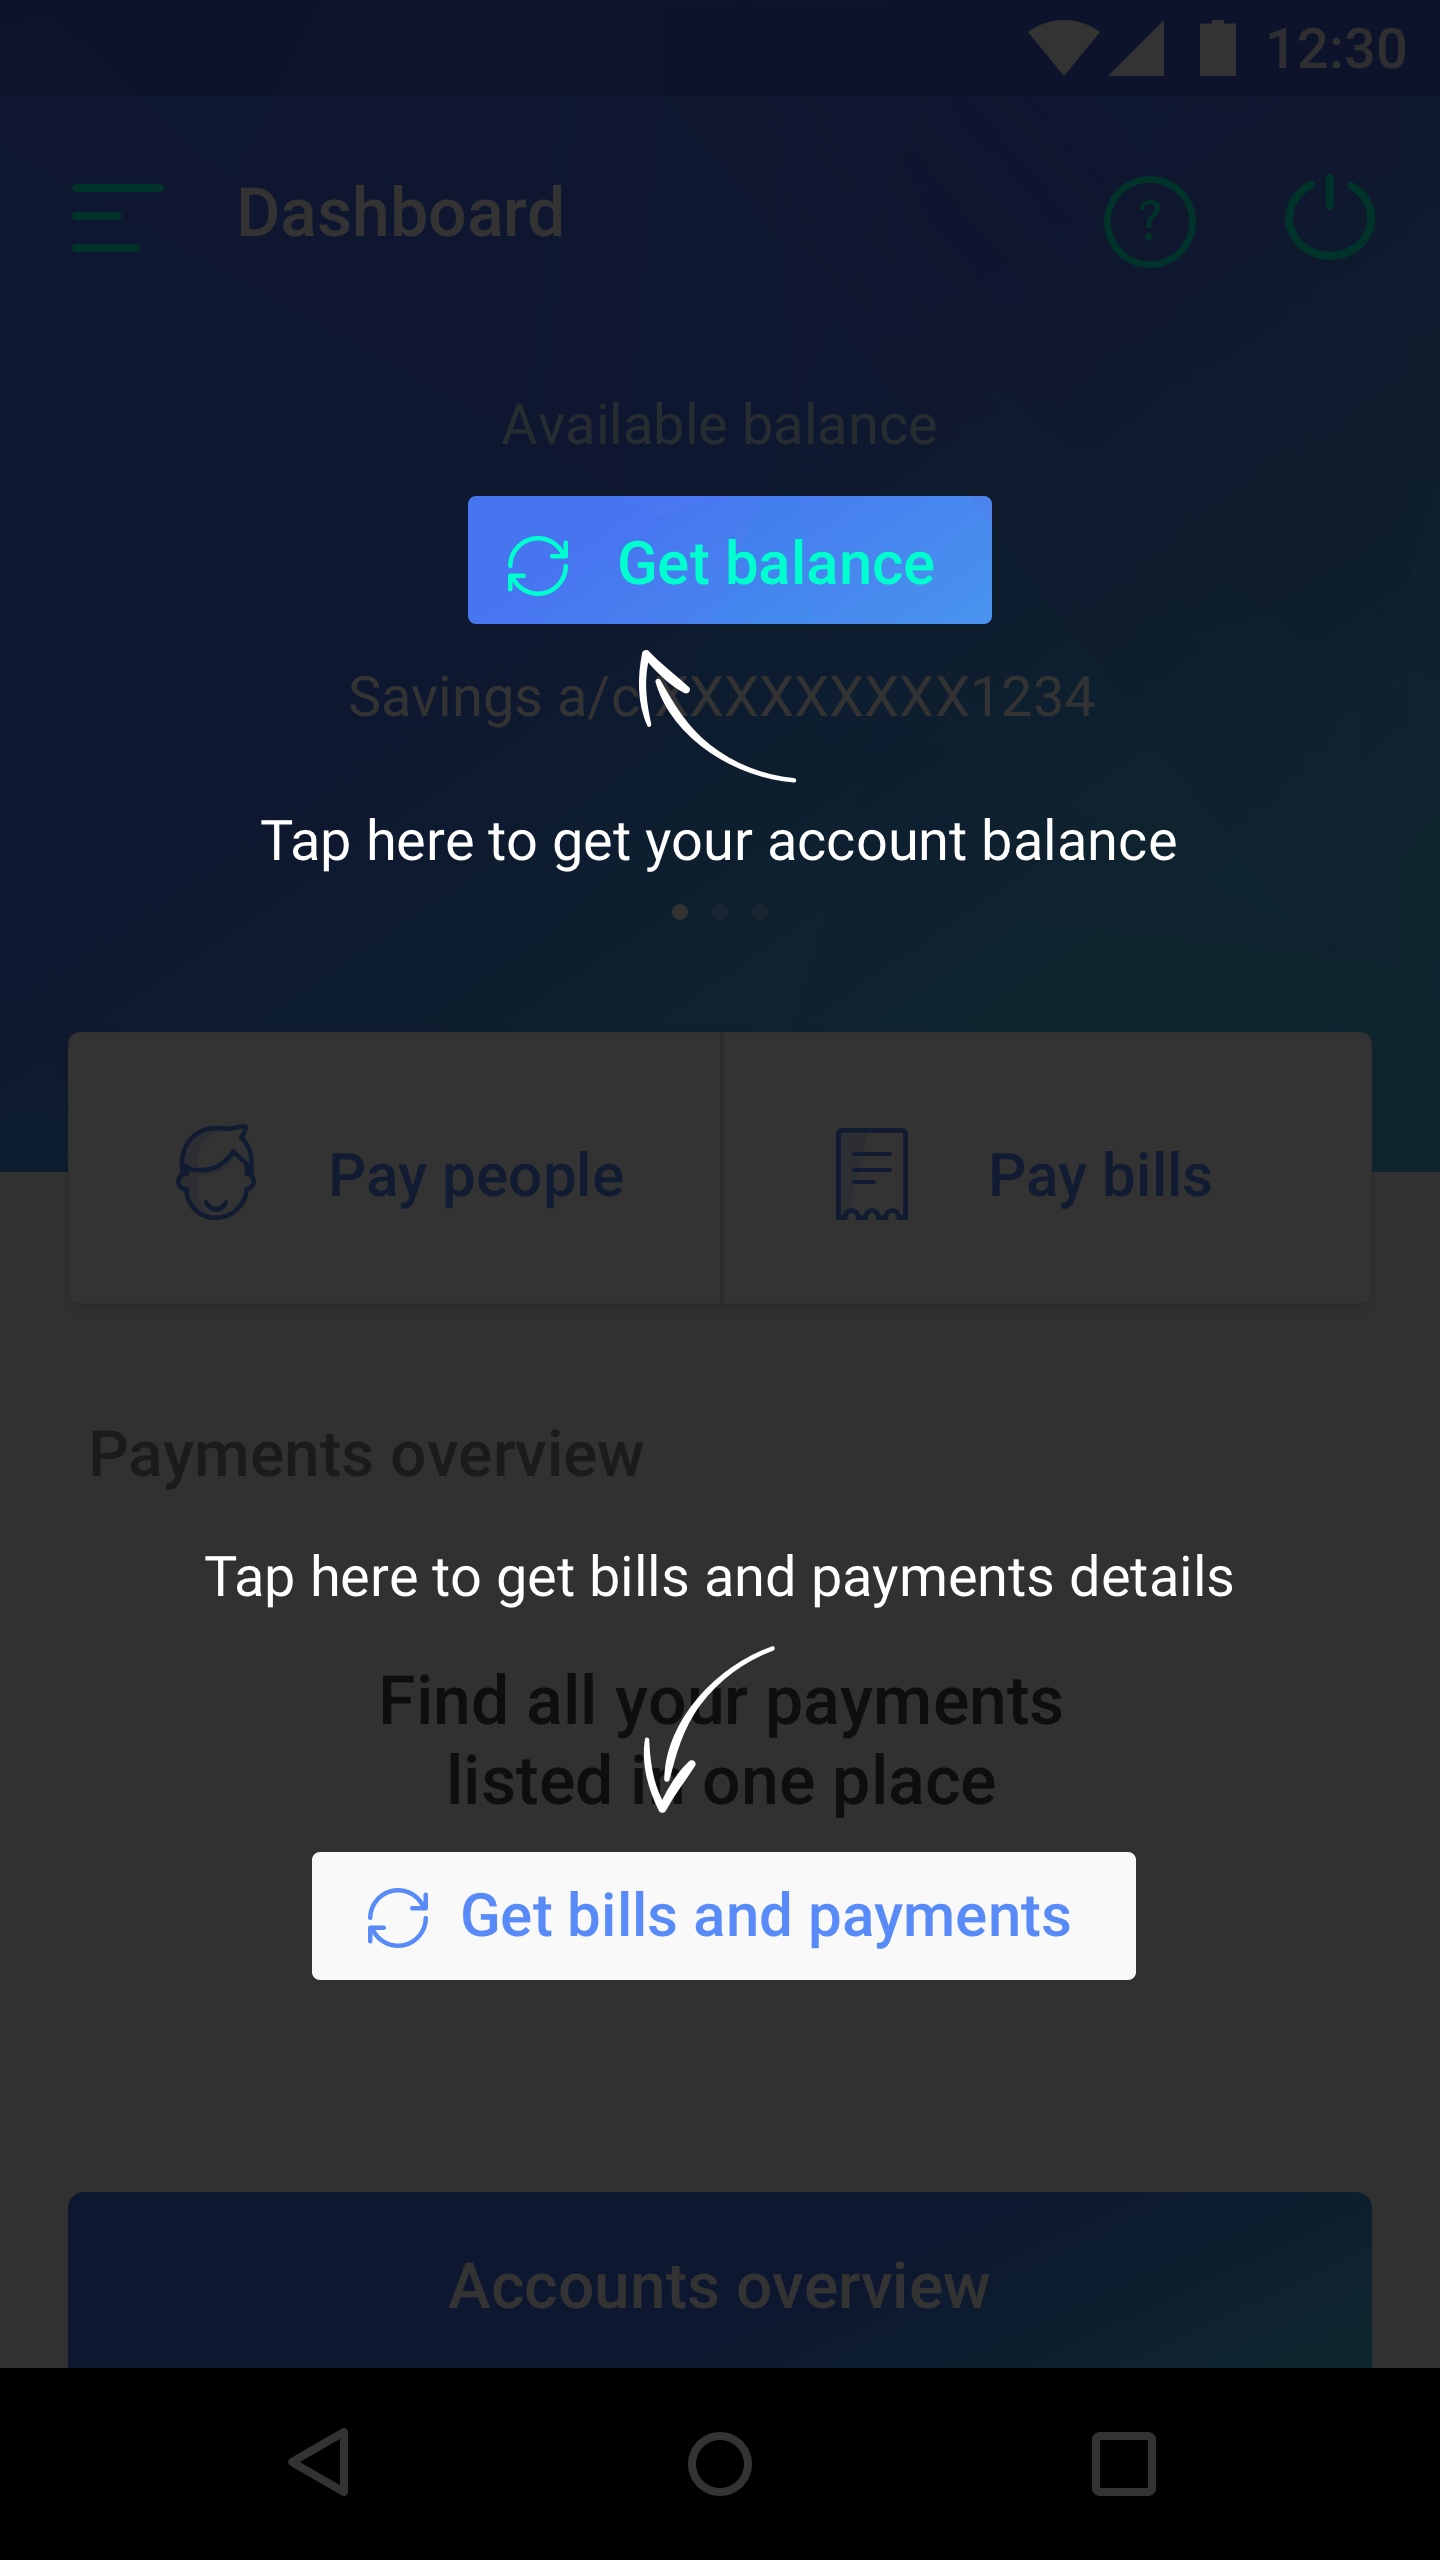 12:30
Dashboard
?
Available balance
Get balance
Savings a/c XXXXXXXXX1234
Tap here to get your account balance
Pay people
Pay bills
Payments overview
Tap here to get bills and payments details
Find all your payments
listed in one place
Get bills and payments
Accounts overview